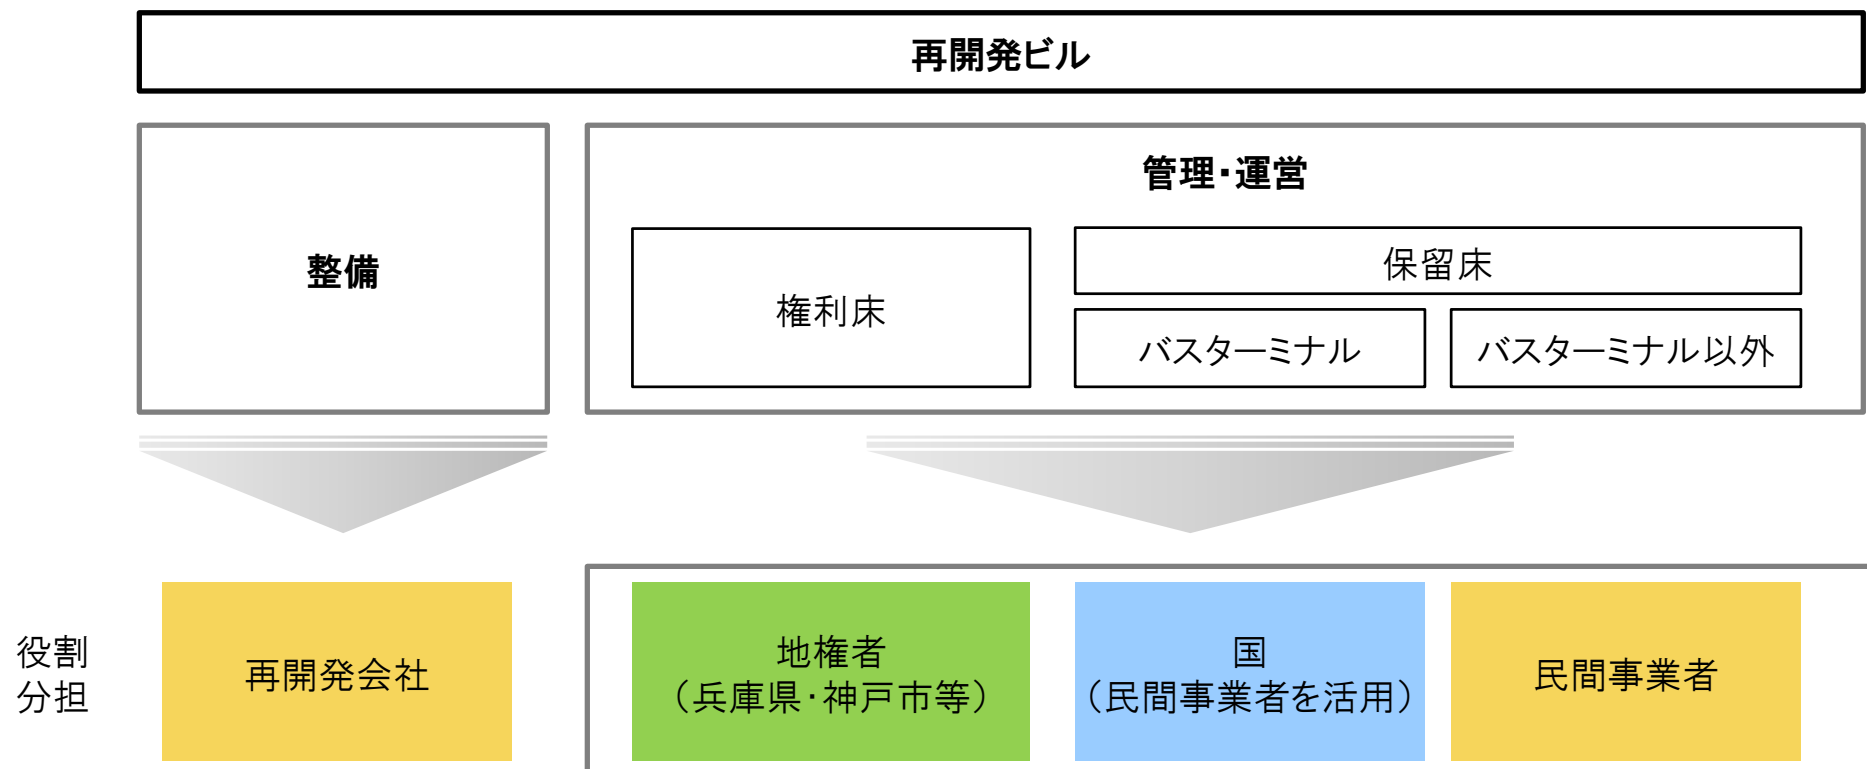 再開発ビル
整備
管理・運営
権利床
保留床
バスターミナル
バスターミナル以外
役割
分担
再開発会社
地権者
（兵庫県・神戸市等）
国
（民間事業者を活用）
民間事業者